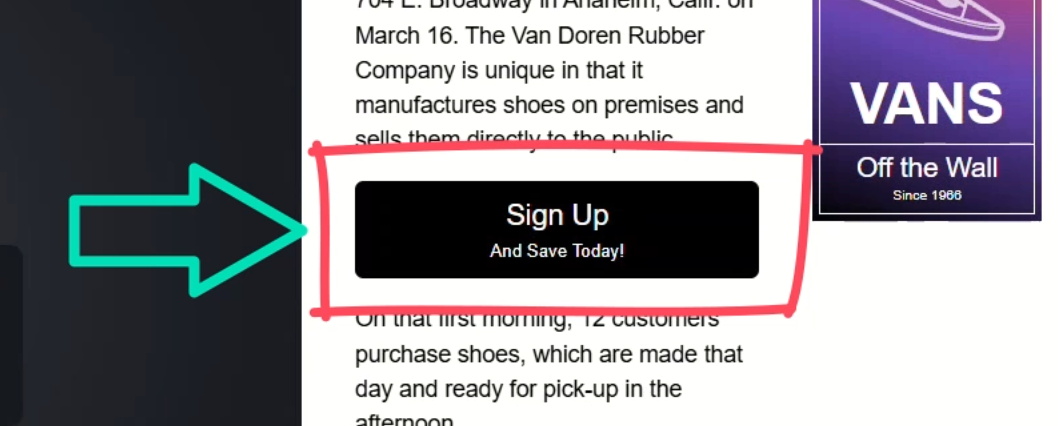 704 E. Broadway in Anaheim, Calif. on
March 16. The Van Doren Rubber
Company is unique in that it
manufactures shoes on premises and
sells them directly to the public.
Sign Up
And Save Today!
On that first morning, 12 customers
purchase shoes, which are made that
day and ready for pick-up in the
afternoon.
VANS
Off the Wall
Since 1966